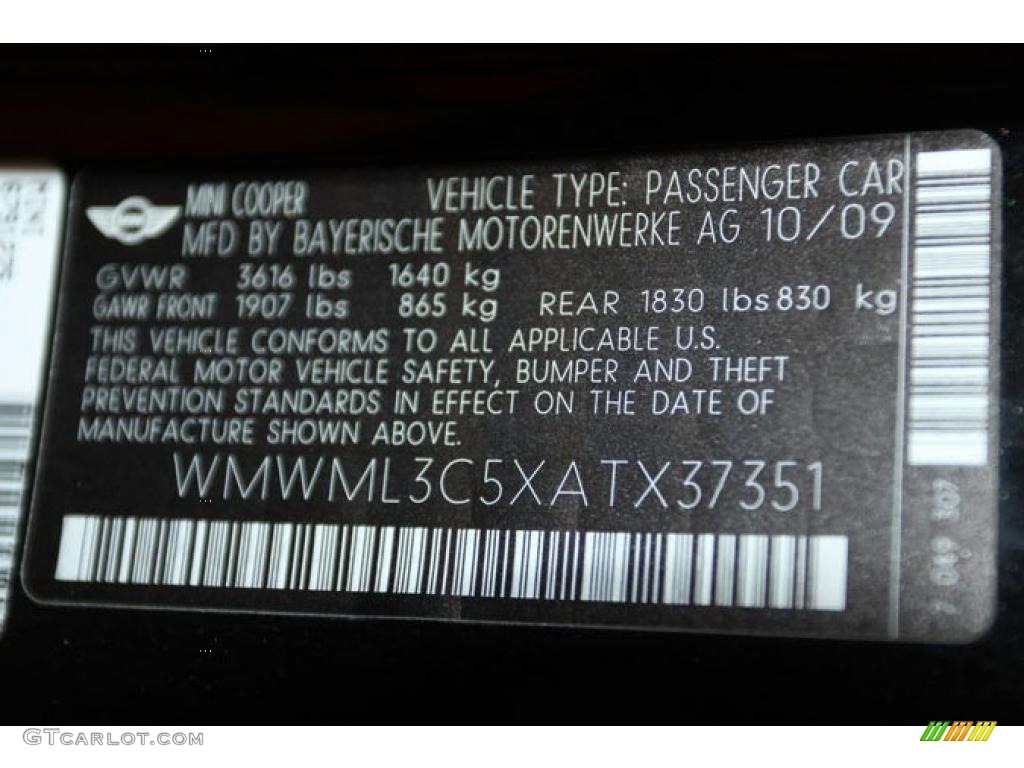 MINI COOPER VEHICLE TYPE: PASSENGER CAR
MFD BY BAYERISCHE MOTORENWERKE AG 10/09
GVWR 3616 lbs 1640 kg
GAWR FRONT 1907 lbs 865 kg REAR 1830 lbs 830 kg
THIS VEHICLE CONFORMS TO ALL APPLICABLE U.S.
FEDERAL MOTOR VEHICLE SAFETY, BUMPER AND THEFT
PREVENTION STANDARDS IN EFFECT ON THE DATE OF
MANUFACTURE SHOWN ABOVE.
WMWML3C5XATX37351
GTCARLOT.COM